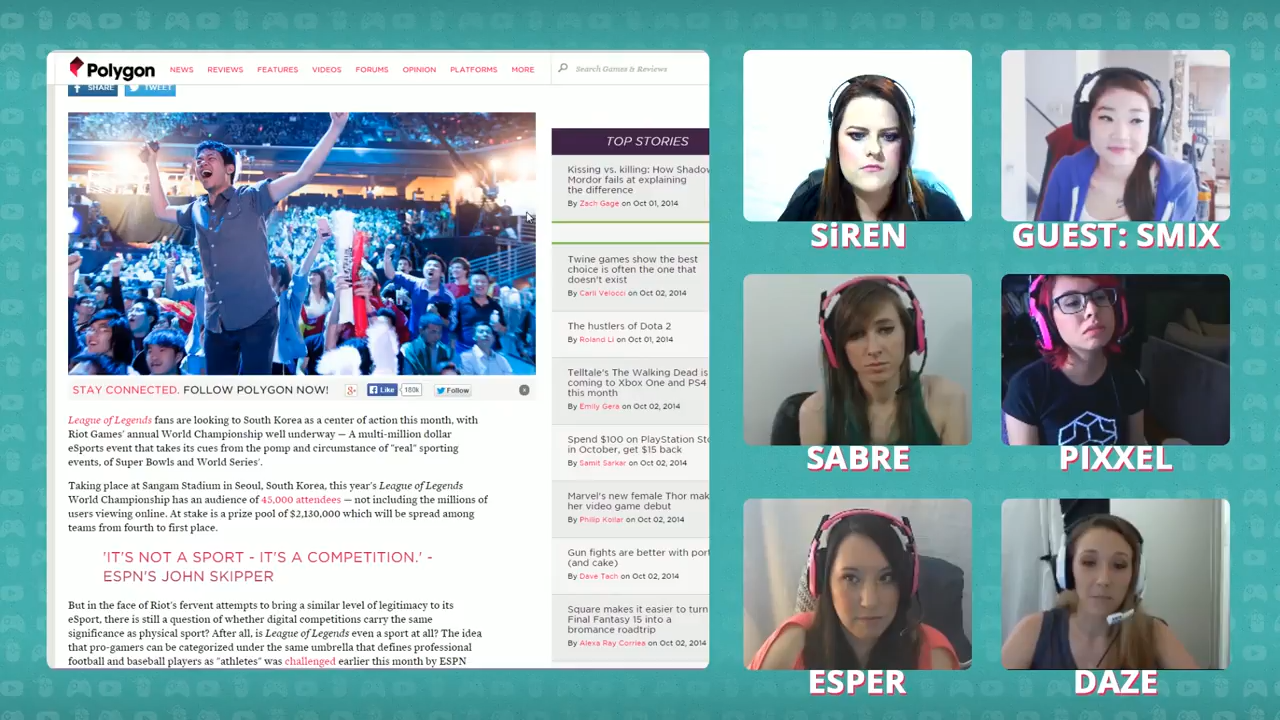 Polygon
NEWS
REVIEWS
FEATURES
VIDEOS
FORUMS
OPINION
PLATFORMS
MORE
Search Games & Reviews
SHARE
TWEET
STAY CONNECTED. FOLLOW POLYGON NOW!
Like
180k
Follow
League of Legends fans are looking to South Korea as a center of action this month, with
Riot Games' annual World Championship well underway — A multi-million dollar
eSports event that takes its cues from the pomp and circumstance of "real" sporting
events, of Super Bowls and World Series'.
Taking place at Sangam Stadium in Seoul, South Korea, this year's League of Legends
World Championship has an audience of 45,000 attendees — not including the millions of
users viewing online. At stake is a prize pool of $2,130,000 which will be spread among
teams from fourth to first place.
'IT'S NOT A SPORT - IT'S A COMPETITION.' -
ESPN'S JOHN SKIPPER
But in the face of Riot's fervent attempts to bring a similar level of legitimacy to its
eSport, there is still a question of whether digital competitions carry the same
significance as physical sport? After all, is League of Legends even a sport at all? The idea
that pro-gamers can be categorized under the same umbrella that defines professional
football and baseball players as "athletes" was challenged earlier this month by ESPN
TOP STORIES
Kissing vs. killing: How Shadow
Mordor fails at explaining
the difference
By Zach Gage on Oct 01, 2014
Twine games show the best
choice is often the one that
doesn't exist
By Carli Velocci on Oct 02, 2014
The hustlers of Dota 2
By Roland Li on Oct 01, 2014
Telltale's The Walking Dead is
coming to Xbox One and PS4
this month
By Emily Gera on Oct 02, 2014
Spend $100 on PlayStation Sto
in October, get $15 back
By Samit Sarkar on Oct 02, 2014
Marvel's new female Thor mak
her video game debut
By Philip Kollar on Oct 02, 2014
Gun fights are better with port
(and cake)
By Dave Tach on Oct 02, 2014
Square makes it easier to turn
Final Fantasy 15 into a
bromance roadtrip
By Alexa Ray Corriea on Oct 02, 2014
SiREN
GUEST: SMIX
SABRE
PIXXEL
ESPER
DAZE